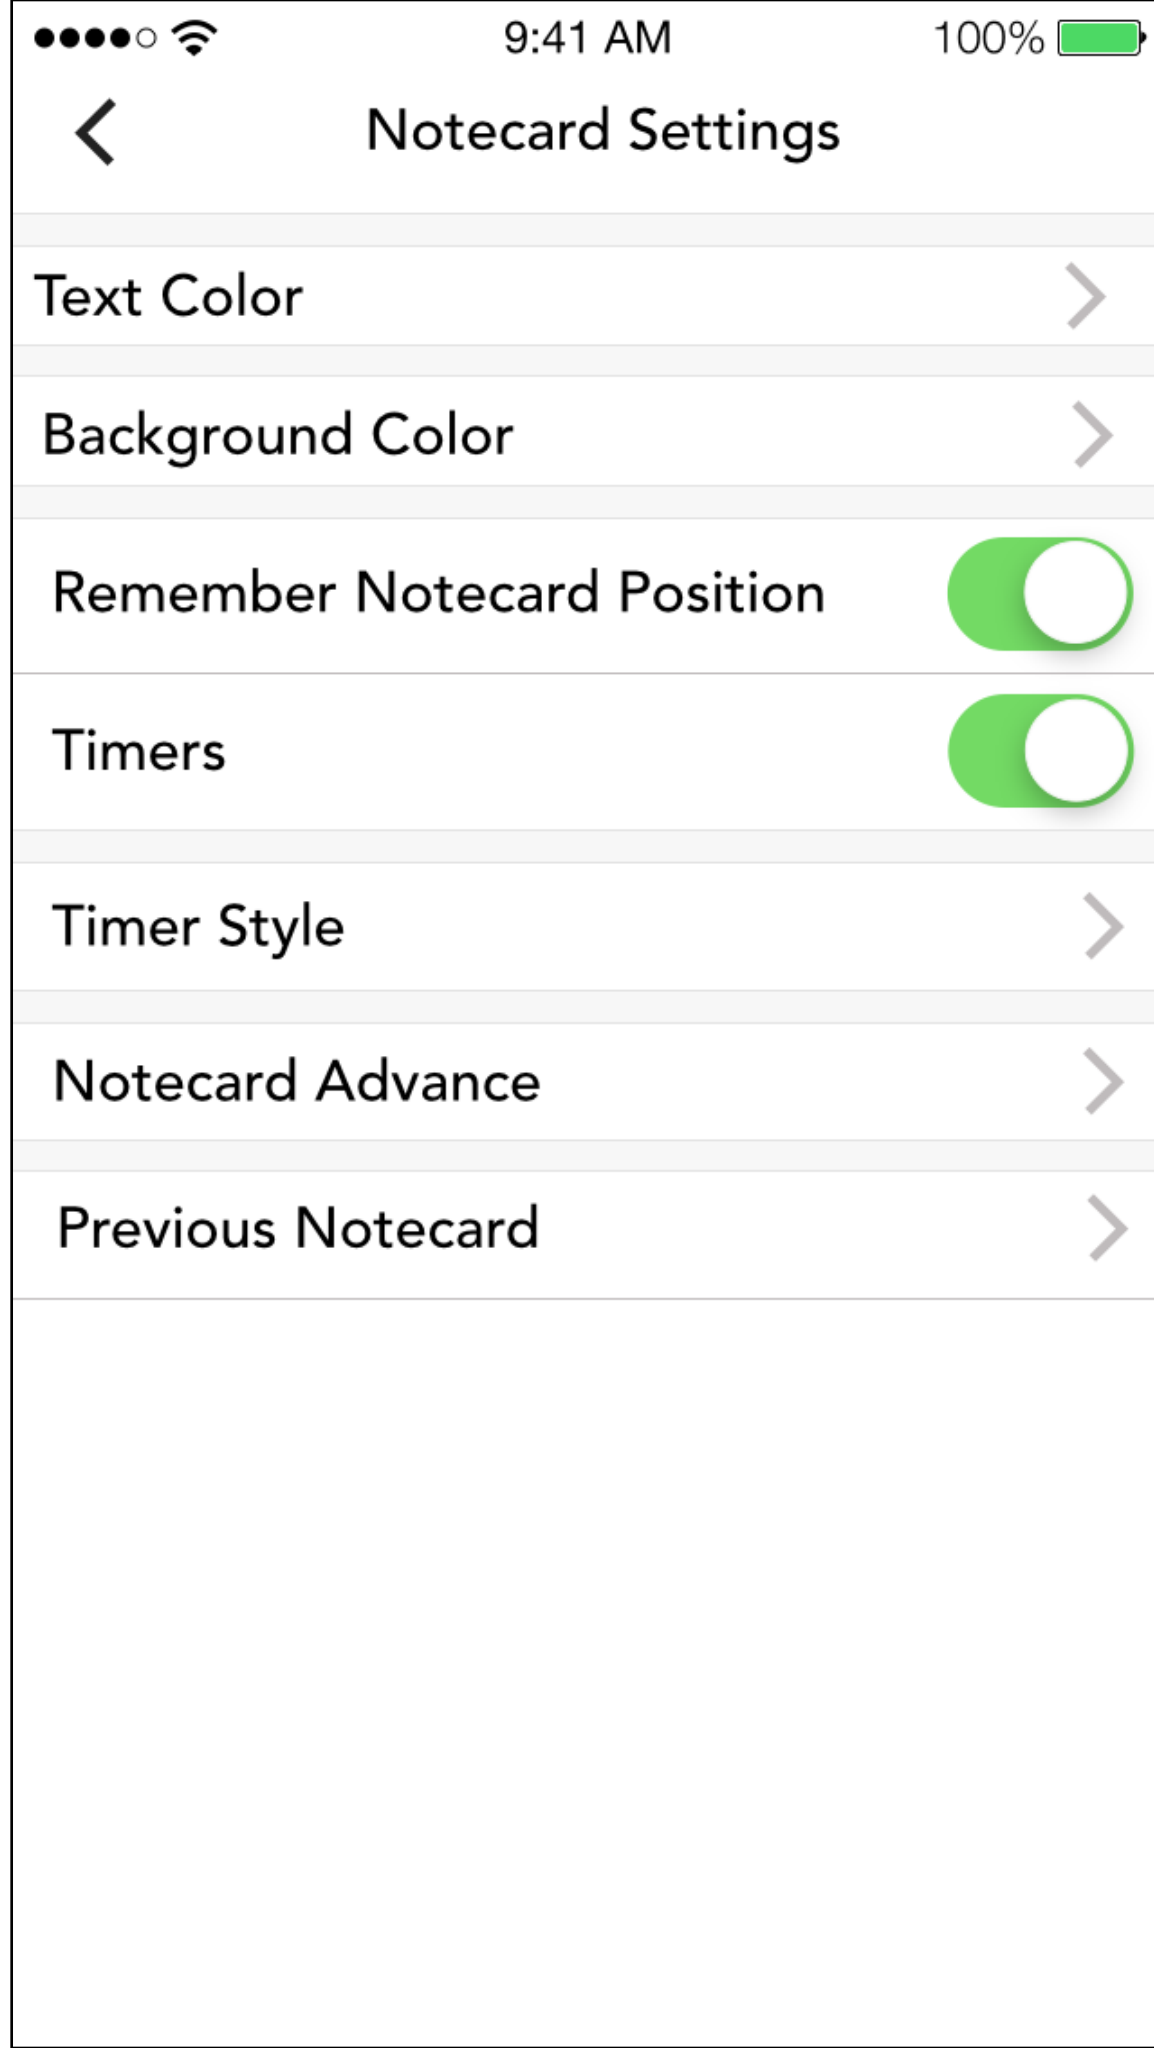 9:41 AM 100%
Notecard Settings
Text Color
Background Color
Remember Notecard Position
Timers
Timer Style
Notecard Advance
Previous Notecard